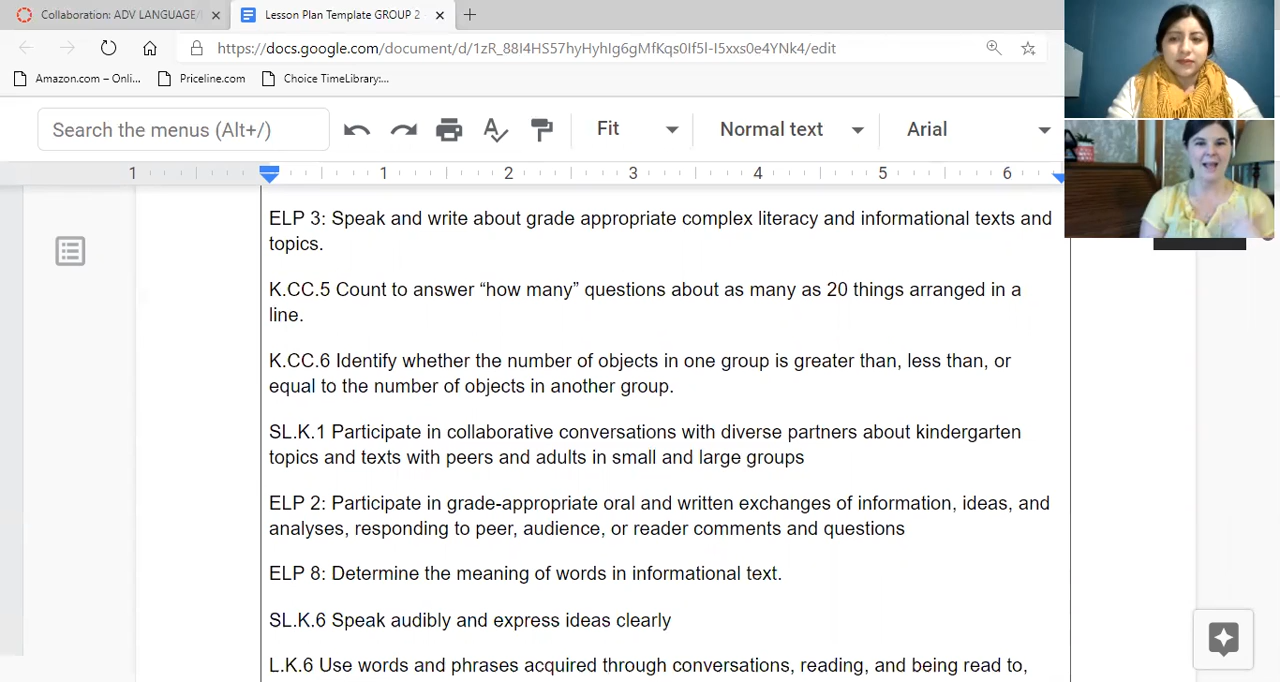 Collaboration: ADV LANGUAGE/
Lesson Plan Template GROUP 2 -
https://docs.google.com/document/d/1zR_88I4HS57hyHyhIg6gMfKqs0If5l-I5xxs0e4YNk4/edit
Amazon.com – Onli...
Priceline.com
Choice TimeLibrary:...
Search the menus (Alt+/)
Fit
Normal text
Arial
1 1 2 3 4 5 6
ELP 3: Speak and write about grade appropriate complex literacy and informational texts and
topics.
K.CC.5 Count to answer “how many” questions about as many as 20 things arranged in a
line.
K.CC.6 Identify whether the number of objects in one group is greater than, less than, or
equal to the number of objects in another group.
SL.K.1 Participate in collaborative conversations with diverse partners about kindergarten
topics and texts with peers and adults in small and large groups
ELP 2: Participate in grade-appropriate oral and written exchanges of information, ideas, and
analyses, responding to peer, audience, or reader comments and questions
ELP 8: Determine the meaning of words in informational text.
SL.K.6 Speak audibly and express ideas clearly
L.K.6 Use words and phrases acquired through conversations, reading, and being read to,